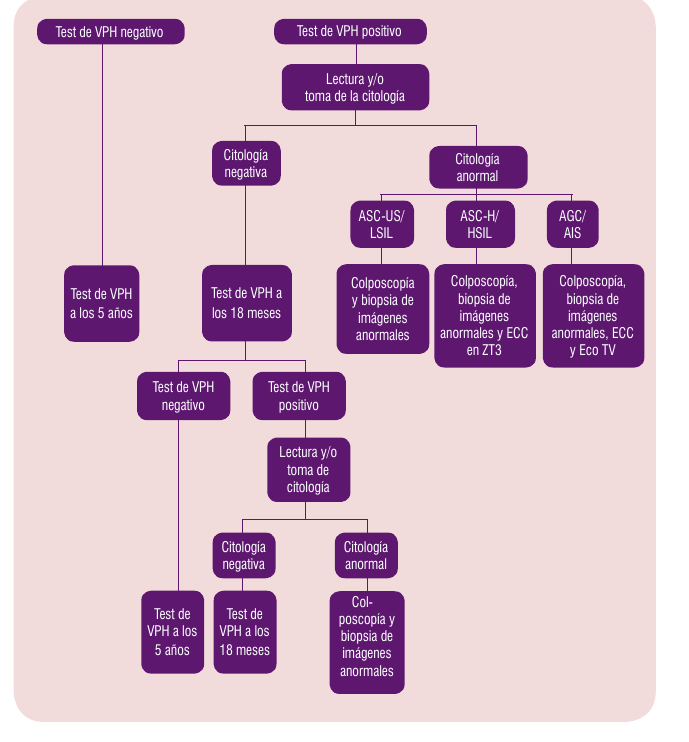 Test de VPH negativo
Test de VPH positivo
Lectura y/o
toma de la citología
Citología
negativa
Citología
anormal
ASC-US/
LSIL
ASC-H/
HSIL
AGC/
AIS
Test de VPH
a los 5 años
Test de VPH a
los 18 meses
Colposcopía
y biopsia de
imágenes
anormales
Colposcopía,
biopsia de
imágenes
anormales y ECC
en ZT3
Colposcopía,
biopsia de
imágenes
anormales, ECC
y Eco TV
Test de VPH
negativo
Test de VPH
positivo
Lectura y/o
toma de
citología
Citología
negativa
Citología
anormal
Test de
VPH a los
5 años
Test de
VPH a los
18 meses
Col-
poscopía y
biopsia de
imágenes
anormales